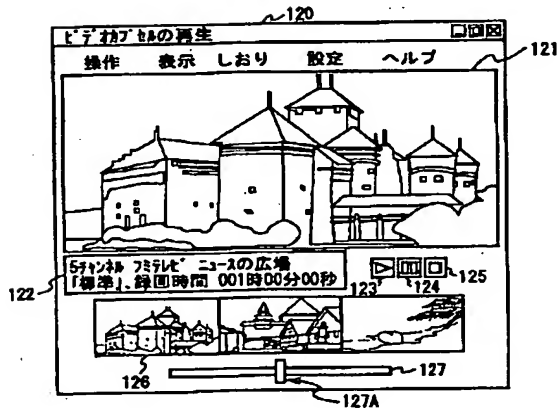 120
ビデオカプセルの再生
操作 表示 しおり 設定 ヘルプ
121
5チャンネル フミテレビ ニュースの広場
「標準」、録画時間 001時00分00秒
122
123 124 125
126
127
127A